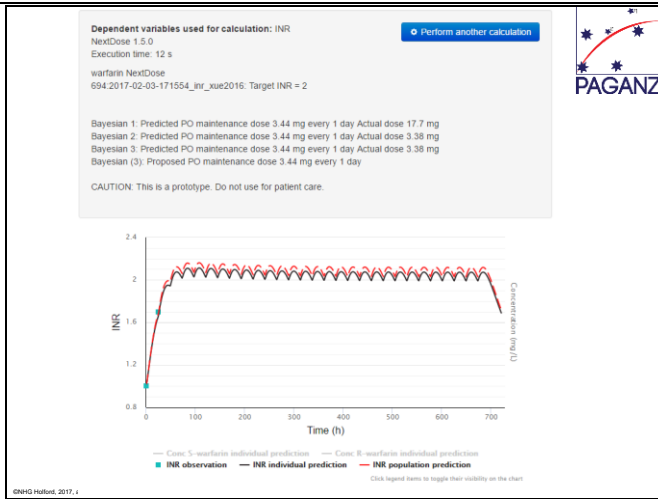 Dependent variables used for calculation: INR
NextDose 1.5.0
Execution time: 12 s
Perform another calculation
warfarin NextDose
694:2017-02-03-171554_inr_xue2016: Target INR = 2
Bayesian 1: Predicted PO maintenance dose 3.44 mg every 1 day Actual dose 17.7 mg
Bayesian 2: Predicted PO maintenance dose 3.44 mg every 1 day Actual dose 3.38 mg
Bayesian 3: Predicted PO maintenance dose 3.44 mg every 1 day Actual dose 3.38 mg
Bayesian (3): Proposed PO maintenance dose 3.44 mg every 1 day
CAUTION: This is a prototype. Do not use for patient care.
PAGANZ
2.4
2
1.6
1.2
0.8
INR
Concentration (mg/L)
0 100 200 300 400 500 600 700
Time (h)
Conc S-warfarin individual prediction Conc R-warfarin individual prediction
INR observation INR individual prediction INR population prediction
Click legend items to toggle their visibility on the chart
©NHG Holford, 2017,